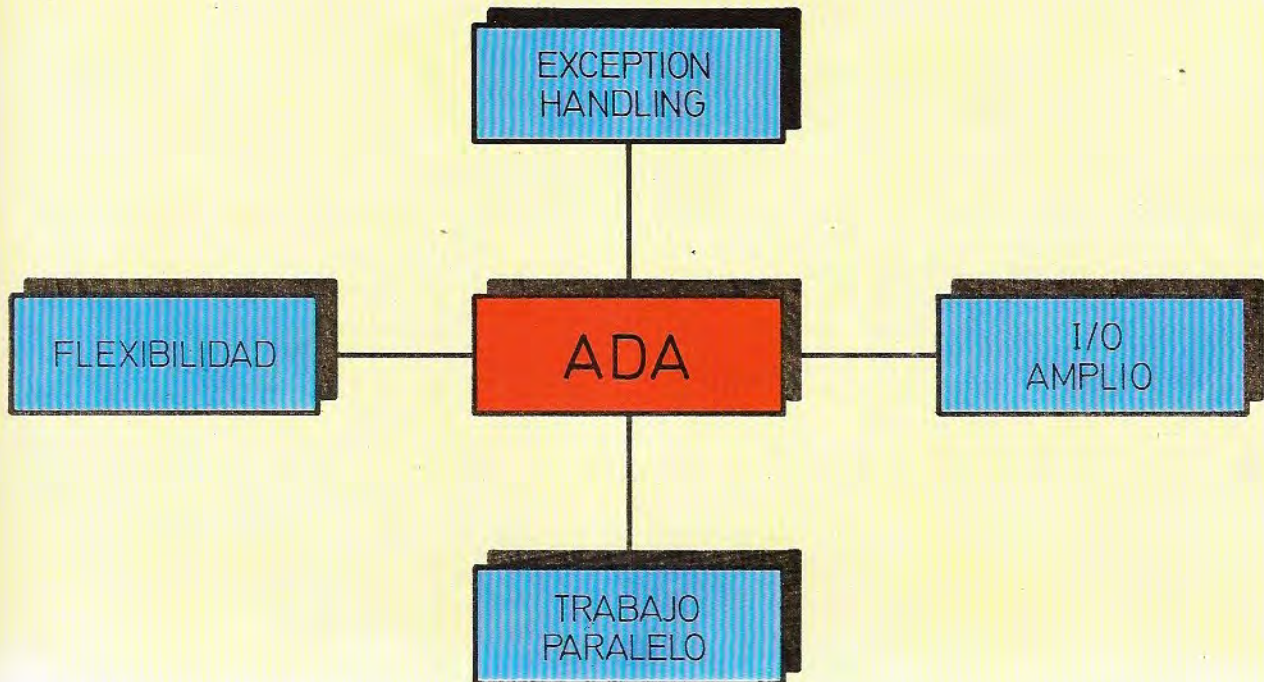 EXCEPTION
HANDLING
FLEXIBILIDAD
ADA
I/O
AMPLIO
TRABAJO
PARALELO